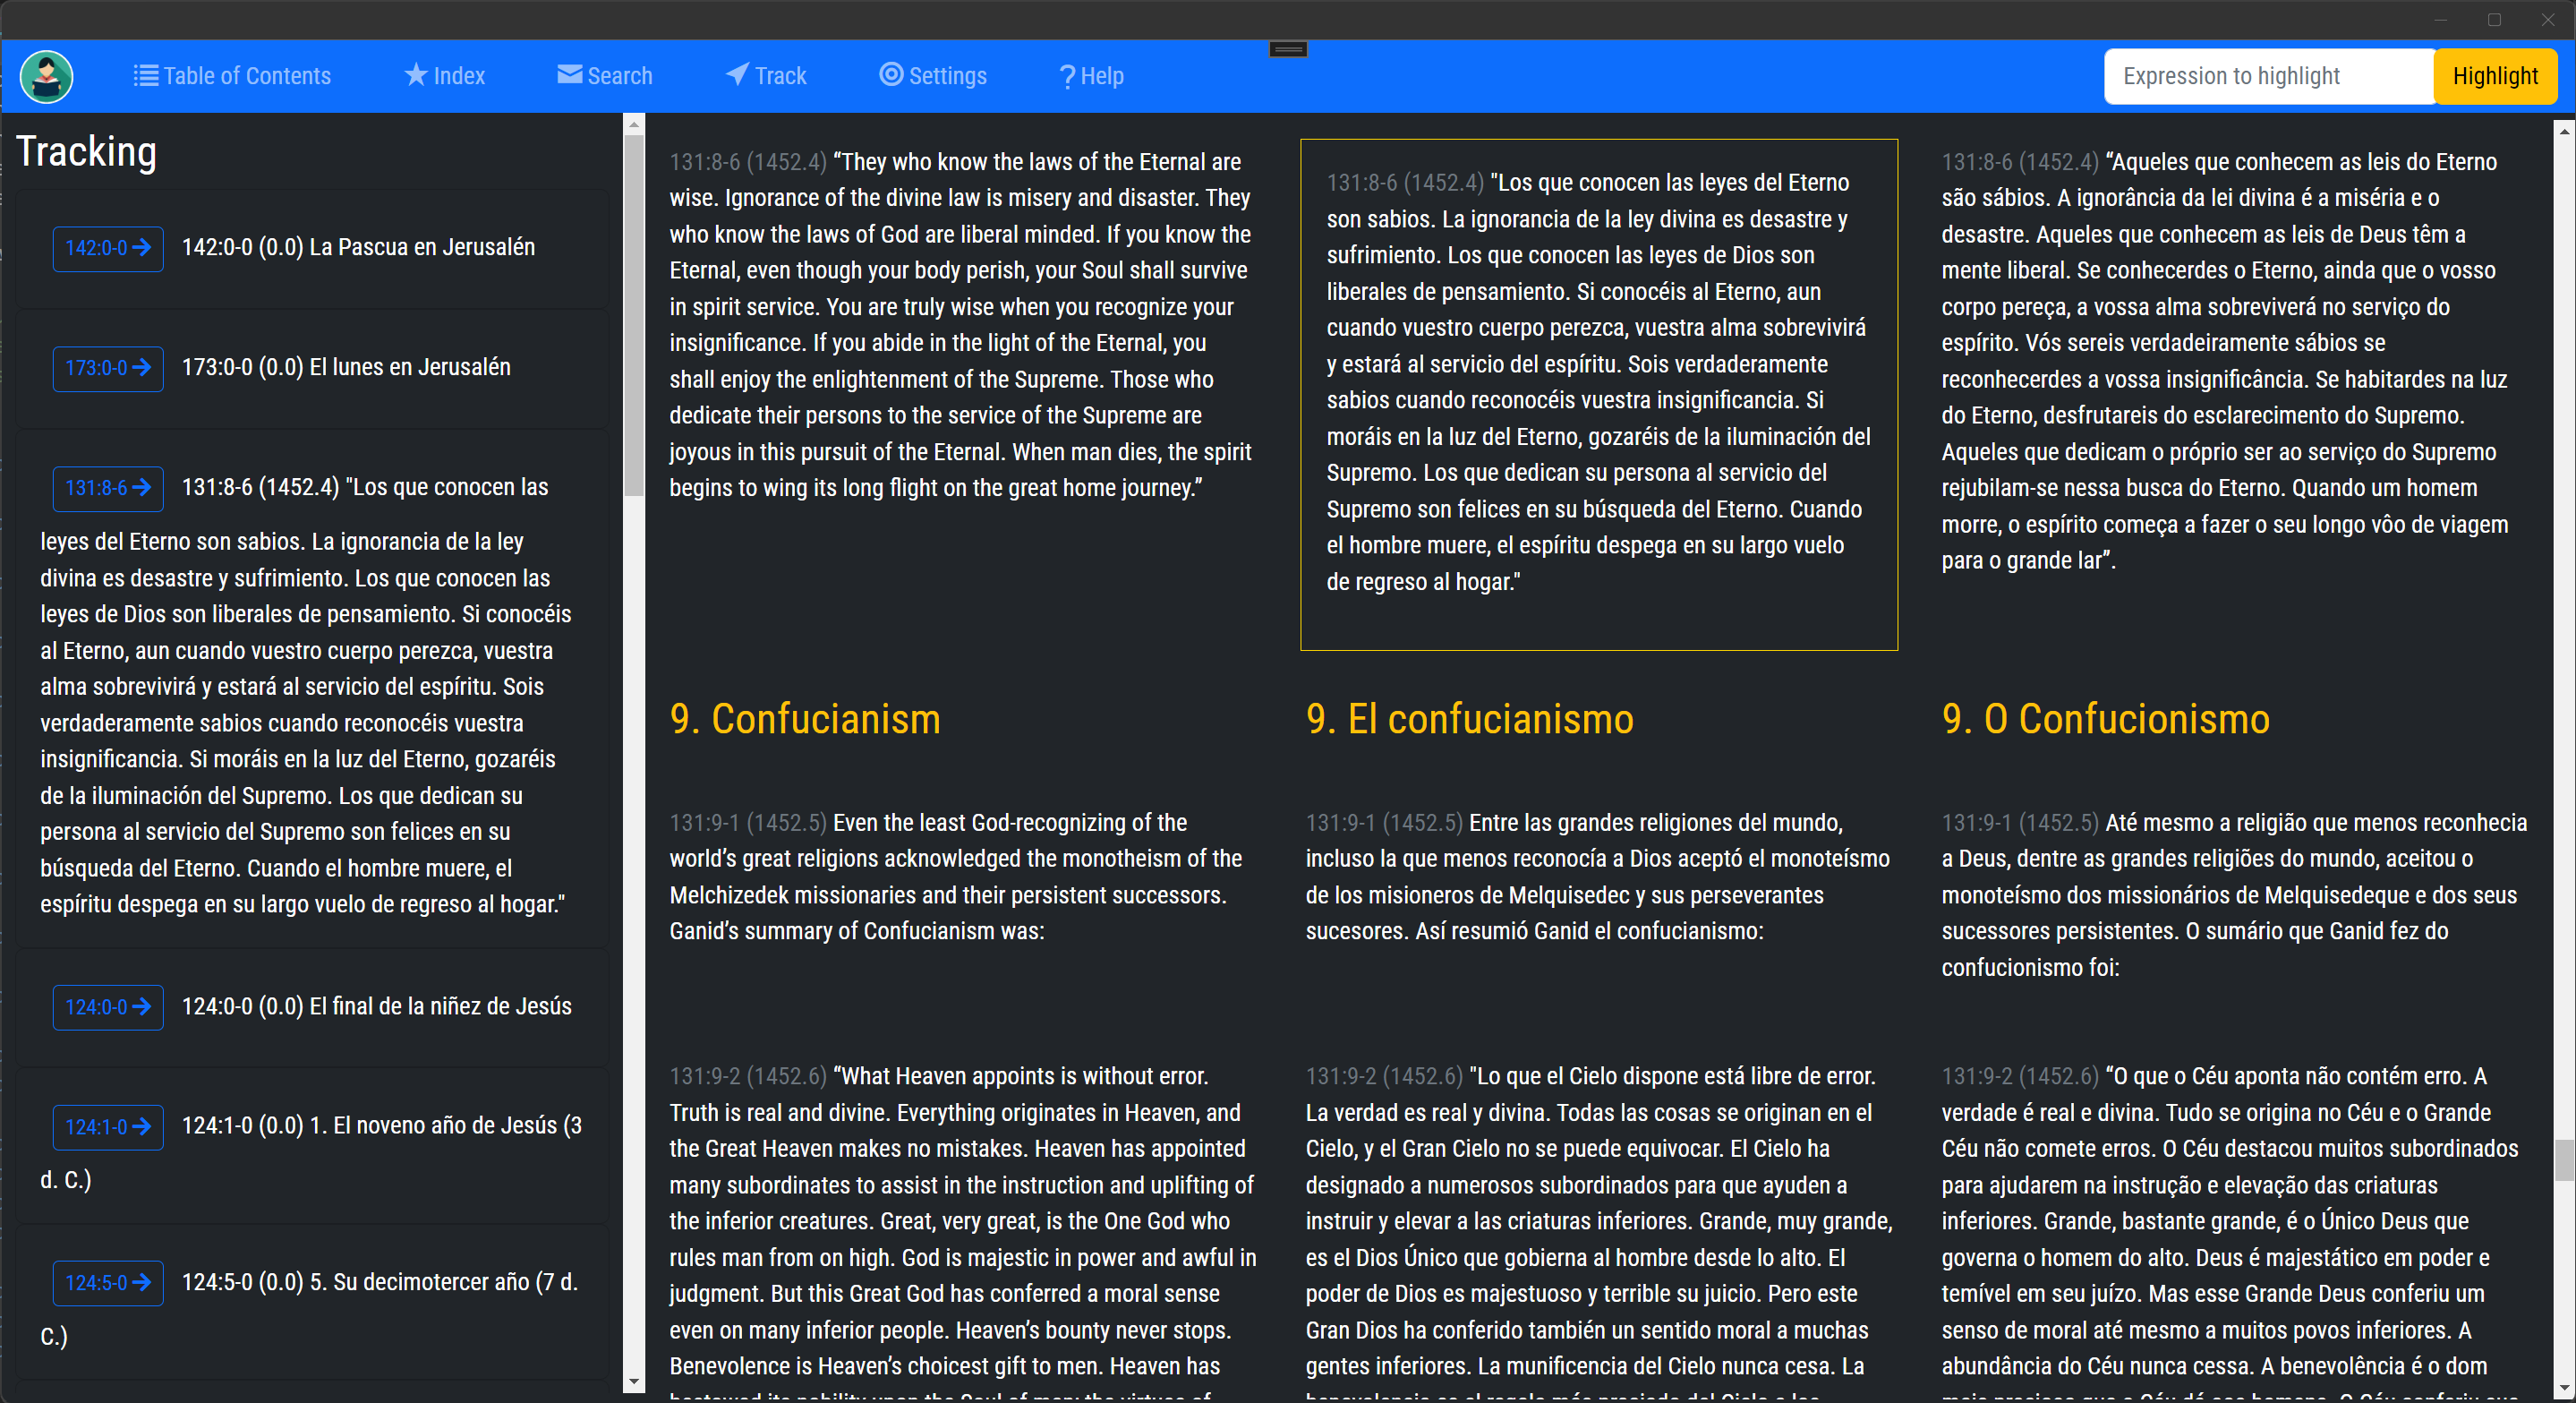 Table of Contents
Index
Search
Track
Settings
Help
Expression to highlight
Highlight
Tracking
142:0-0
142:0-0 (0.0) La Pascua en Jerusalén
173:0-0
173:0-0 (0.0) El lunes en Jerusalén
131:8-6
131:8-6 (1452.4) "Los que conocen las
leyes del Eterno son sabios. La ignorancia de la ley
divina es desastre y sufrimiento. Los que conocen las
leyes de Dios son liberales de pensamiento. Si conocéis
al Eterno, aun cuando vuestro cuerpo perezca, vuestra
alma sobrevivirá y estará al servicio del espíritu. Sois
verdaderamente sabios cuando reconocéis vuestra
insignificancia. Si moráis en la luz del Eterno, gozaréis
de la iluminación del Supremo. Los que dedican su
persona al servicio del Supremo son felices en su
búsqueda del Eterno. Cuando el hombre muere, el
espíritu despega en su largo vuelo de regreso al hogar."
124:0-0
124:0-0 (0.0) El final de la niñez de Jesús
124:1-0
124:1-0 (0.0) 1. El noveno año de Jesús (3
d. C.)
124:5-0
124:5-0 (0.0) 5. Su decimotercer año (7 d.
C.)
131:8-6 (1452.4) “They who know the laws of the Eternal are
wise. Ignorance of the divine law is misery and disaster. They
who know the laws of God are liberal minded. If you know the
Eternal, even though your body perish, your Soul shall survive
in spirit service. You are truly wise when you recognize your
insignificance. If you abide in the light of the Eternal, you
shall enjoy the enlightenment of the Supreme. Those who
dedicate their persons to the service of the Supreme are
joyous in this pursuit of the Eternal. When man dies, the spirit
begins to wing its long flight on the great home journey.”
9. Confucianism
131:9-1 (1452.5) Even the least God-recognizing of the
world’s great religions acknowledged the monotheism of the
Melchizedek missionaries and their persistent successors.
Ganid’s summary of Confucianism was:
131:9-2 (1452.6) “What Heaven appoints is without error.
Truth is real and divine. Everything originates in Heaven, and
the Great Heaven makes no mistakes. Heaven has appointed
many subordinates to assist in the instruction and uplifting of
the inferior creatures. Great, very great, is the One God who
rules man from on high. God is majestic in power and awful in
judgment. But this Great God has conferred a moral sense
even on many inferior people. Heaven’s bounty never stops.
Benevolence is Heaven’s choicest gift to men. Heaven has
131:8-6 (1452.4) "Los que conocen las leyes del Eterno
son sabios. La ignorancia de la ley divina es desastre y
sufrimiento. Los que conocen las leyes de Dios son
liberales de pensamiento. Si conocéis al Eterno, aun
cuando vuestro cuerpo perezca, vuestra alma sobrevivirá
y estará al servicio del espíritu. Sois verdaderamente
sabios cuando reconocéis vuestra insignificancia. Si
moráis en la luz del Eterno, gozaréis de la iluminación del
Supremo. Los que dedican su persona al servicio del
Supremo son felices en su búsqueda del Eterno. Cuando
el hombre muere, el espíritu despega en su largo vuelo
de regreso al hogar."
9. El confucianismo
131:9-1 (1452.5) Entre las grandes religiones del mundo,
incluso la que menos reconocía a Dios aceptó el monoteísmo
de los misioneros de Melquisedec y sus perseverantes
sucesores. Así resumió Ganid el confucianismo:
131:9-2 (1452.6) "Lo que el Cielo dispone está libre de error.
La verdad es real y divina. Todas las cosas se originan en el
Cielo, y el Gran Cielo no se puede equivocar. El Cielo ha
designado a numerosos subordinados para que ayuden a
instruir y elevar a las criaturas inferiores. Grande, muy grande,
es el Dios Único que gobierna al hombre desde lo alto. El
poder de Dios es majestuoso y terrible su juicio. Pero este
Gran Dios ha conferido también un sentido moral a muchas
gentes inferiores. La munificencia del Cielo nunca cesa. La
131:8-6 (1452.4) “Aqueles que conhecem as leis do Eterno
são sábios. A ignorância da lei divina é a miséria e o
desastre. Aqueles que conhecem as leis de Deus têm a
mente liberal. Se conhecerdes o Eterno, ainda que o vosso
corpo pereça, a vossa alma sobreviverá no serviço do
espírito. Vós sereis verdadeiramente sábios se
reconhecerdes a vossa insignificância. Se habitardes na luz
do Eterno, desfrutareis do esclarecimento do Supremo.
Aqueles que dedicam o próprio ser ao serviço do Supremo
rejubilam-se nessa busca do Eterno. Quando um homem
morre, o espírito começa a fazer o seu longo vôo de viagem
para o grande lar”.
9. O Confucionismo
131:9-1 (1452.5) Até mesmo a religião que menos reconhecia
a Deus, dentre as grandes religiões do mundo, aceitou o
monoteísmo dos missionários de Melquisedeque e dos seus
sucessores persistentes. O sumário que Ganid fez do
confucionismo foi:
131:9-2 (1452.6) “O que o Céu aponta não contém erro. A
verdade é real e divina. Tudo se origina no Céu e o Grande
Céu não comete erros. O Céu destacou muitos subordinados
para ajudarem na instrução e elevação das criaturas
inferiores. Grande, bastante grande, é o Único Deus que
governa o homem do alto. Deus é majestático em poder e
temível em seu juízo. Mas esse Grande Deus conferiu um
senso de moral até mesmo a muitos povos inferiores. A
abundância do Céu nunca cessa. A benevolência é o dom